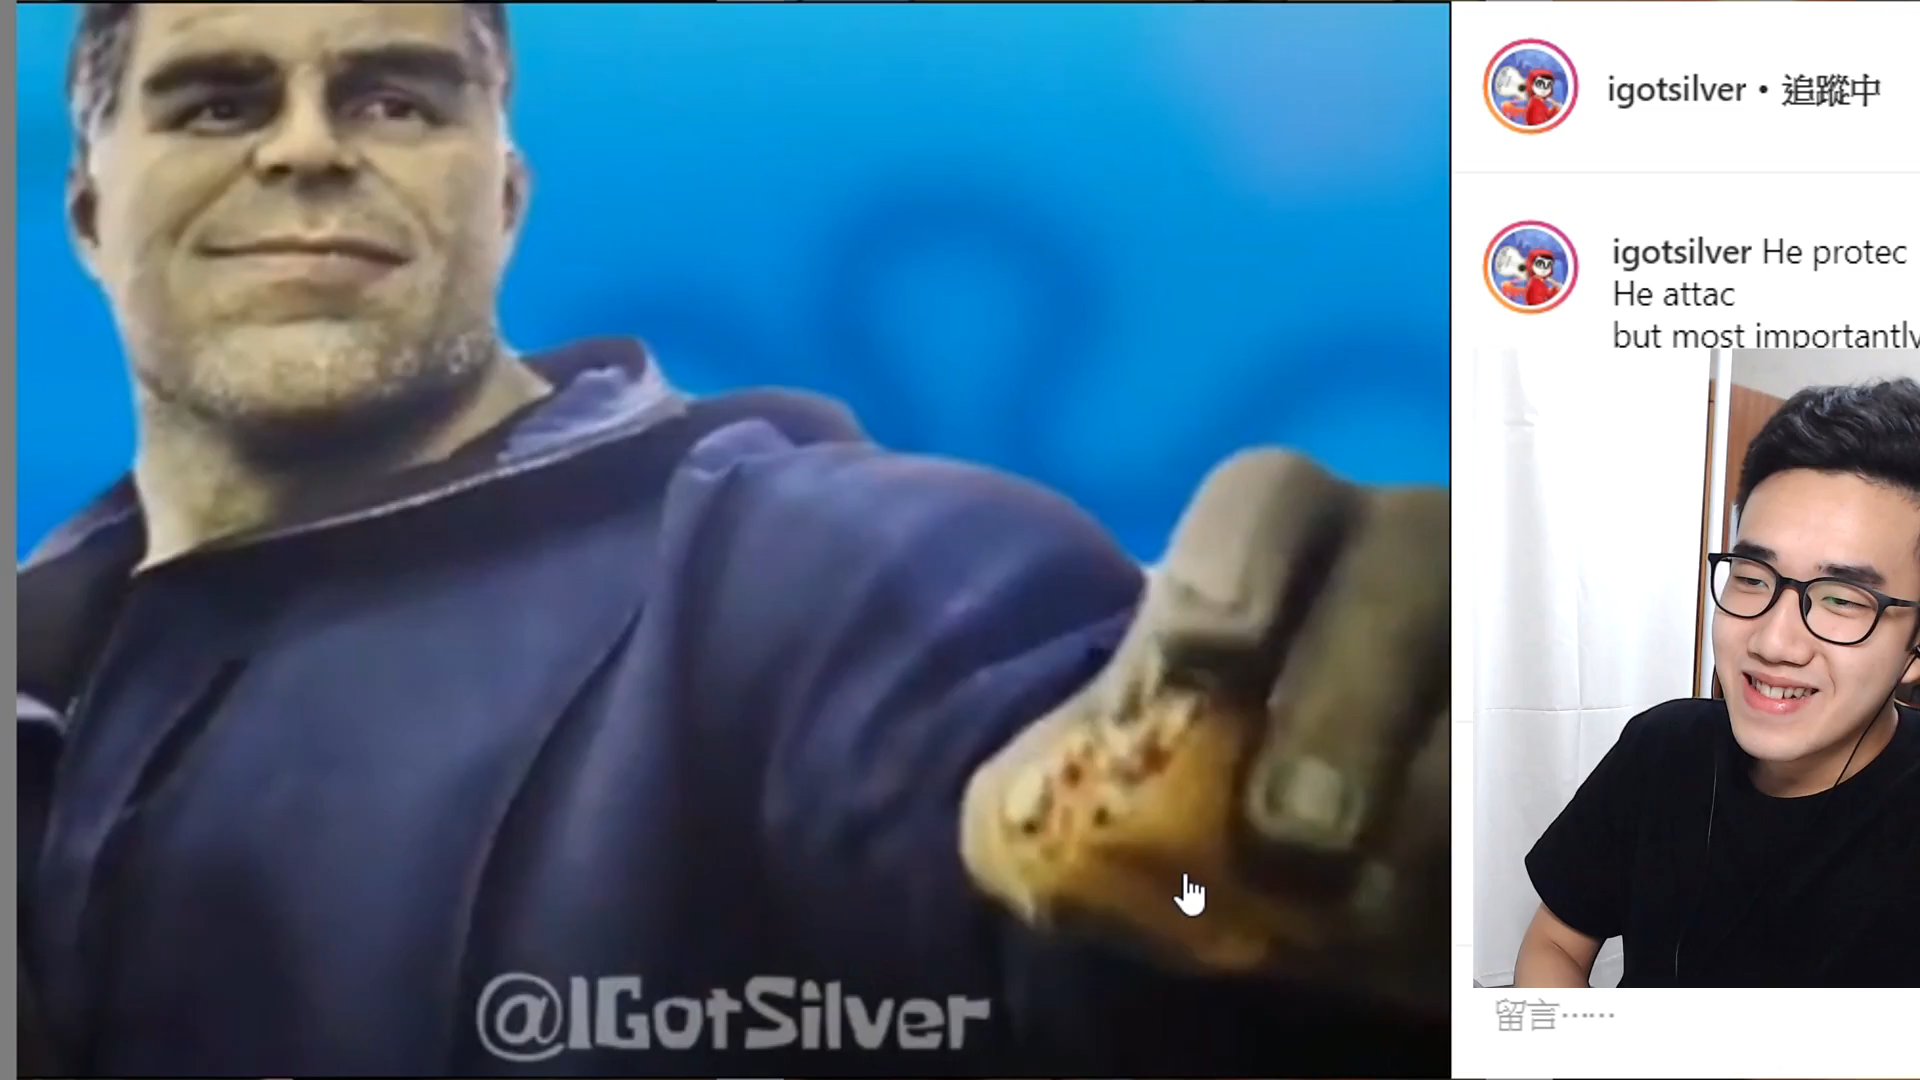 igotsilver • 追蹤中
igotsilver He protec
He attac
but most importantly
@IGotSilver
留言……